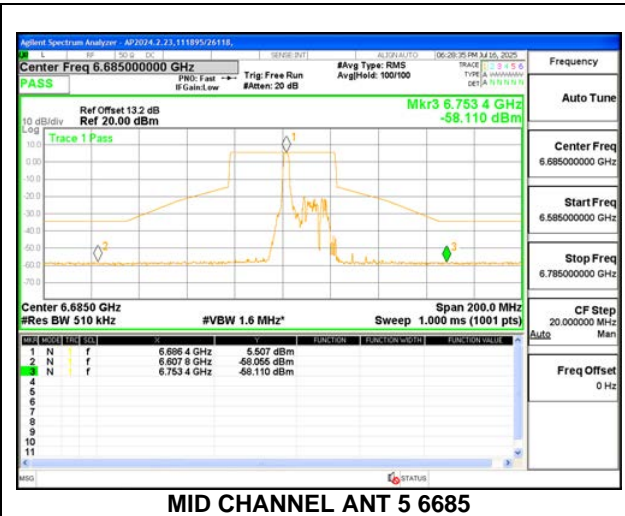 Agilent Spectrum Analyzer - AP2024.2.23,111895/26118,
L RF 50 Ω DC SENSE:INT ALIGN AUTO 06:28:35 PM Jul 16, 2025
Center Freq 6.685000000 GHz #Avg Type: RMS TRACE 1 2 3 4 5 6 Frequency
PNO: Fast Trig: Free Run Avg|Hold: 100/100 TYPE A
PASS IFGain:Low #Atten: 20 dB DET A N N N N N
Auto Tune
Ref Offset 13.2 dB Mkr3 6.753 4 GHz
10 dB/div Ref 20.00 dBm -58.110 dBm
Log
Trace 1 Pass
10.0
0.00
-10.0
-20.0
-30.0
-40.0
-50.0
-60.0
-70.0
1
2
3
Center Freq
6.685000000 GHz
Start Freq
6.585000000 GHz
Stop Freq
6.785000000 GHz
Center 6.6850 GHz Span 200.0 MHz
#Res BW 510 kHz #VBW 1.6 MHz* Sweep 1.000 ms (1001 pts)
CF Step
20.000000 MHz
Auto Man
Freq Offset
0 Hz
MKR MODE TRC SCL X Y FUNCTION FUNCTION WIDTH FUNCTION VALUE
1 N 1 f 6.686 4 GHz 5.507 dBm
2 N 1 f 6.607 8 GHz -58.055 dBm
3 N 1 f 6.753 4 GHz -58.110 dBm
4
5
6
7
8
9
10
11
MSG STATUS
MID CHANNEL ANT 5 6685